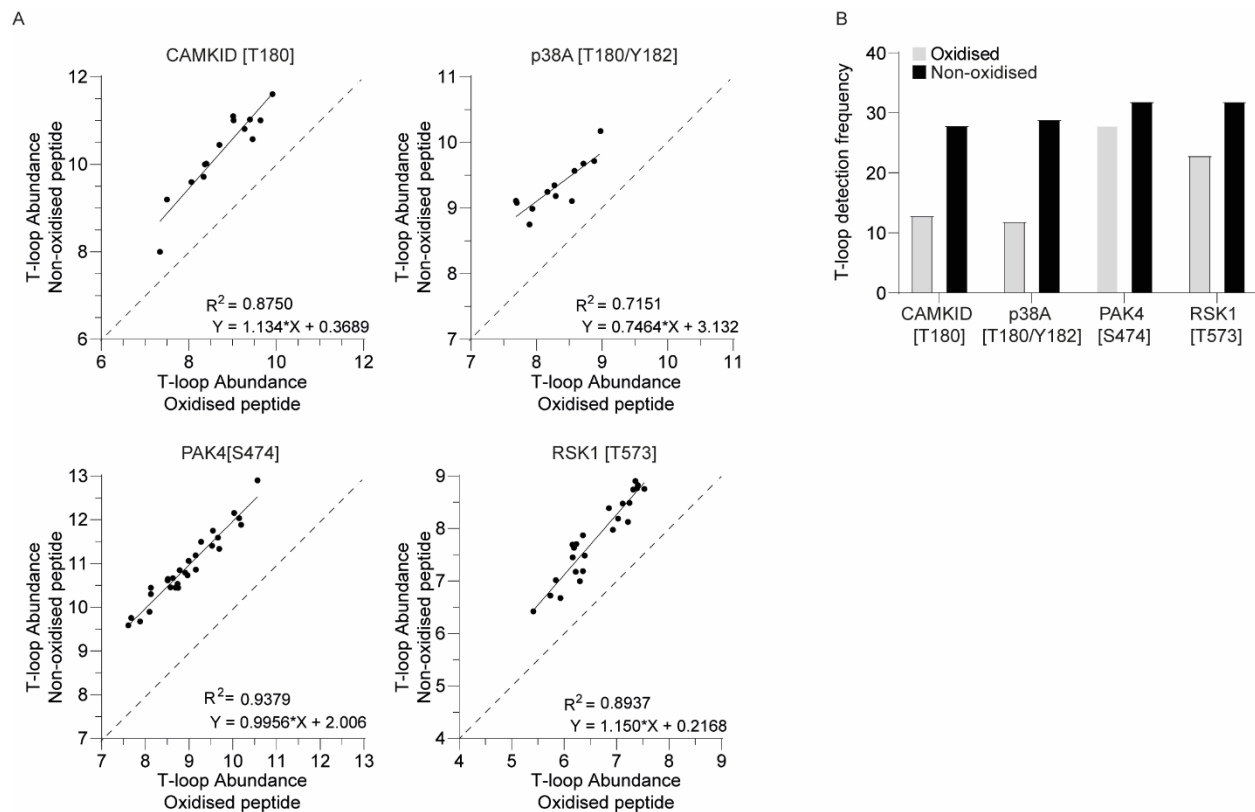 A
CAMKID [T180]
T-loop Abundance
Non-oxidised peptide
12
11
10
9
8
7
6
6
7
8
9
10
11
12
R² = 0.8750
Y = 1.134*X + 0.3689
T-loop Abundance
Oxidised peptide
p38A [T180/Y182]
T-loop Abundance
Non-oxidised peptide
11
10
9
8
7
7
8
9
10
11
R² = 0.7151
Y = 0.7464*X + 3.132
T-loop Abundance
Oxidised peptide
B
T-loop detection frequency
40
30
20
10
0
Oxidised
Non-oxidised
CAMKID
[T180]
p38A
[T180/Y182]
PAK4
[S474]
RSK1
[T573]
PAK4[S474]
T-loop Abundance
Non-oxidised peptide
13
12
11
10
9
8
7
7
8
9
10
11
12
13
R² = 0.9379
Y = 0.9956*X + 2.006
T-loop Abundance
Oxidised peptide
RSK1 [T573]
T-loop Abundance
Non-oxidised peptide
9
8
7
6
5
4
4
5
6
7
8
9
R² = 0.8937
Y = 1.150*X + 0.2168
T-loop Abundance
Oxidised peptide